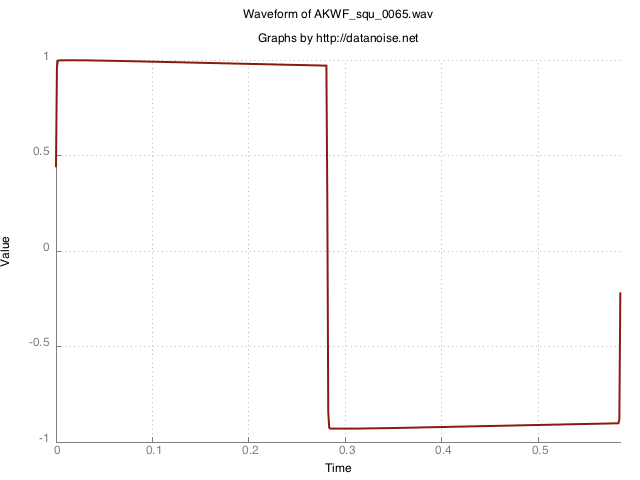 Waveform of AKWF_squ_0065.wav
Graphs by http://datanoise.net
1
0.5
0
-0.5
-1
Value
0 0.1 0.2 0.3 0.4 0.5
Time